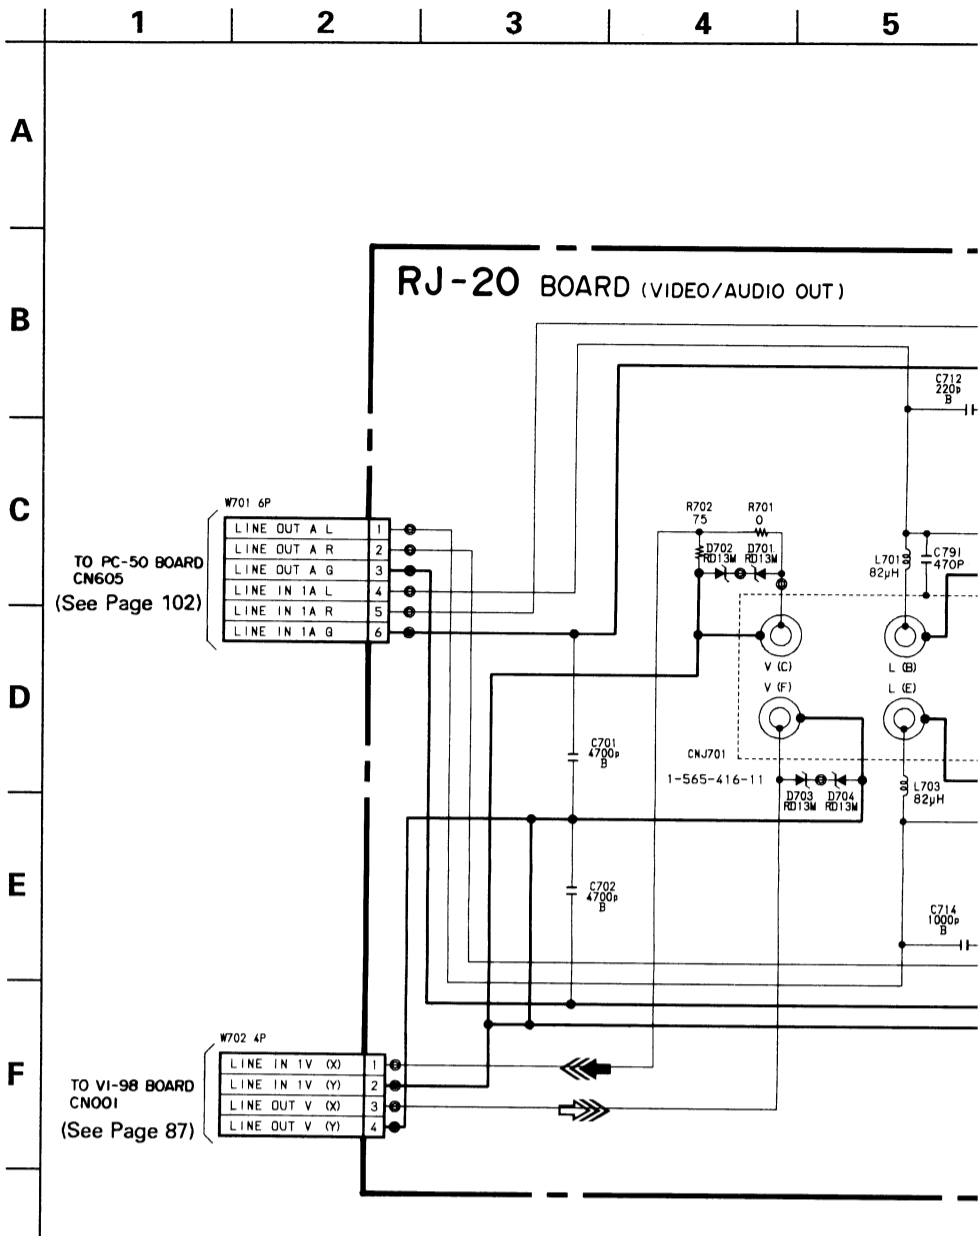 1 2 3 4 5
A
B
C
D
E
F
RJ-20 BOARD (VIDEO/AUDIO OUT)
C712
220p
B
W701 6P
LINE OUT A L 1
LINE OUT A R 2
LINE OUT A G 3
LINE IN 1A L 4
LINE IN 1A R 5
LINE IN 1A G 6
TO PC-50 BOARD
CN605
(See Page 102)
R702
75
R701
0
D702
RD13M
D701
RD13M
L701
82μH
C791
470P
V (C)
L (B)
V (F)
L (E)
C701
4700p
B
CNJ701
1-565-416-11
D703
RD13M
D704
RD13M
L703
82μH
C702
4700p
B
C714
1000p
B
W702 4P
LINE IN 1V (X) 1
LINE IN 1V (Y) 2
LINE OUT V (X) 3
LINE OUT V (Y) 4
TO VI-98 BOARD
CN001
(See Page 87)